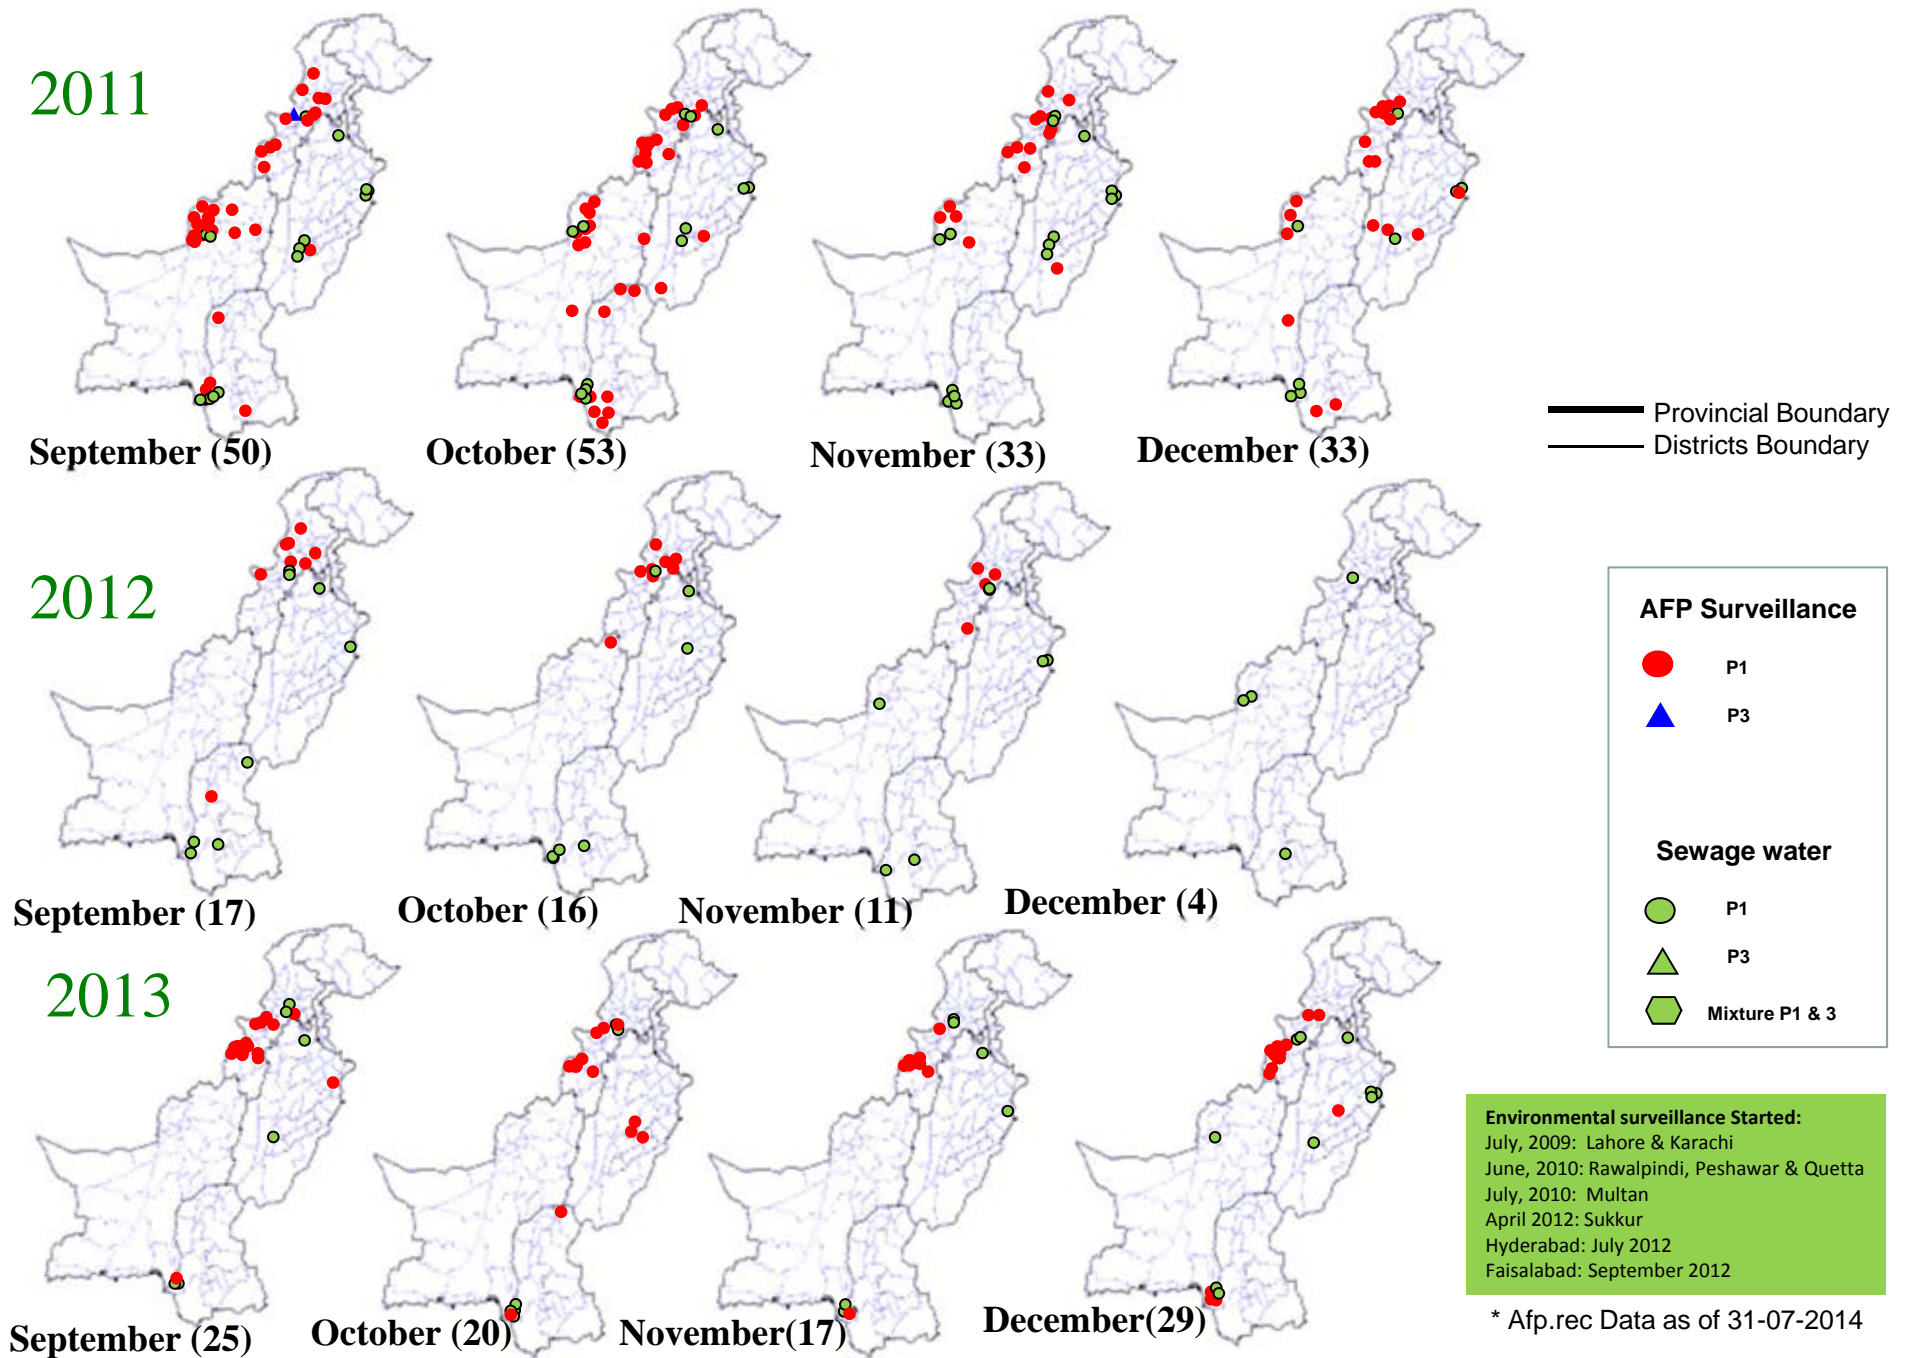 2011
September (50)
October (53)
November (33)
December (33)
Provincial Boundary
Districts Boundary
2012
September (17)
October (16)
November (11)
December (4)
AFP Surveillance
P1
P3
Sewage water
P1
P3
Mixture P1 & 3
2013
September (25)
October (20)
November(17)
December(29)
Environmental surveillance Started:
July, 2009: Lahore & Karachi
June, 2010: Rawalpindi, Peshawar & Quetta
July, 2010: Multan
April 2012: Sukkur
Hyderabad: July 2012
Faisalabad: September 2012
* Afp.rec Data as of 31-07-2014